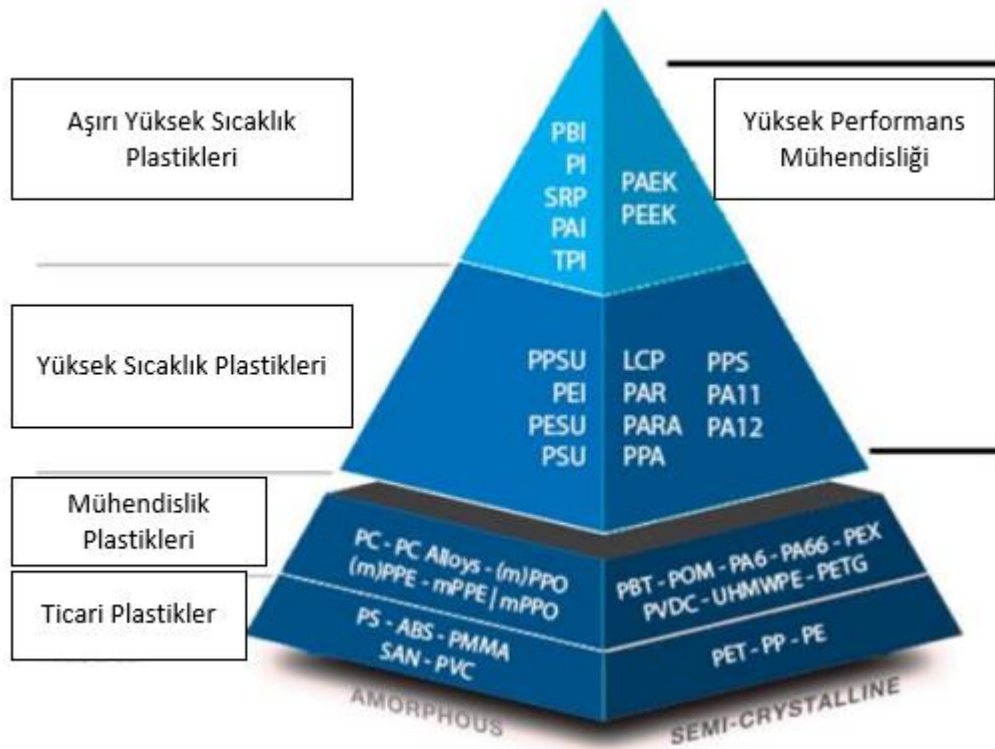 Aşırı Yüksek Sıcaklık
Plastikleri
Yüksek Performans
Mühendisliği
PBI
PI
SRP
PAI
TPI
PAEK
PEEK
Yüksek Sıcaklık Plastikleri
PPSU
PEI
PESU
PSU
LCP
PAR
PARA
PPA
PPS
PA11
PA12
Mühendislik
Plastikleri
PC - PC Alloys - (m)PPO
(m)PPE - mPPE | mPPO
PBT - POM - PA6 - PA66 - PEX
PVDC - UHMWPE - PETG
Ticari Plastikler
PS - ABS - PMMA
SAN - PVC
PET - PP - PE
AMORPHOUS
SEMI-CRYSTALLINE